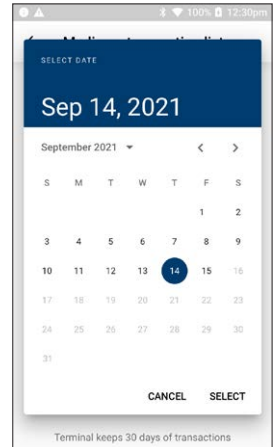 100% 12:30pm
SELECT DATE
Sep 14, 2021
September 2021
S M T W T F S
1 2
3 4 5 6 7 8 9
10 11 12 13 14 15 16
17 18 19 20 21 22 23
24 25 26 27 28 29 30
31
CANCEL SELECT
Terminal keeps 30 days of transactions